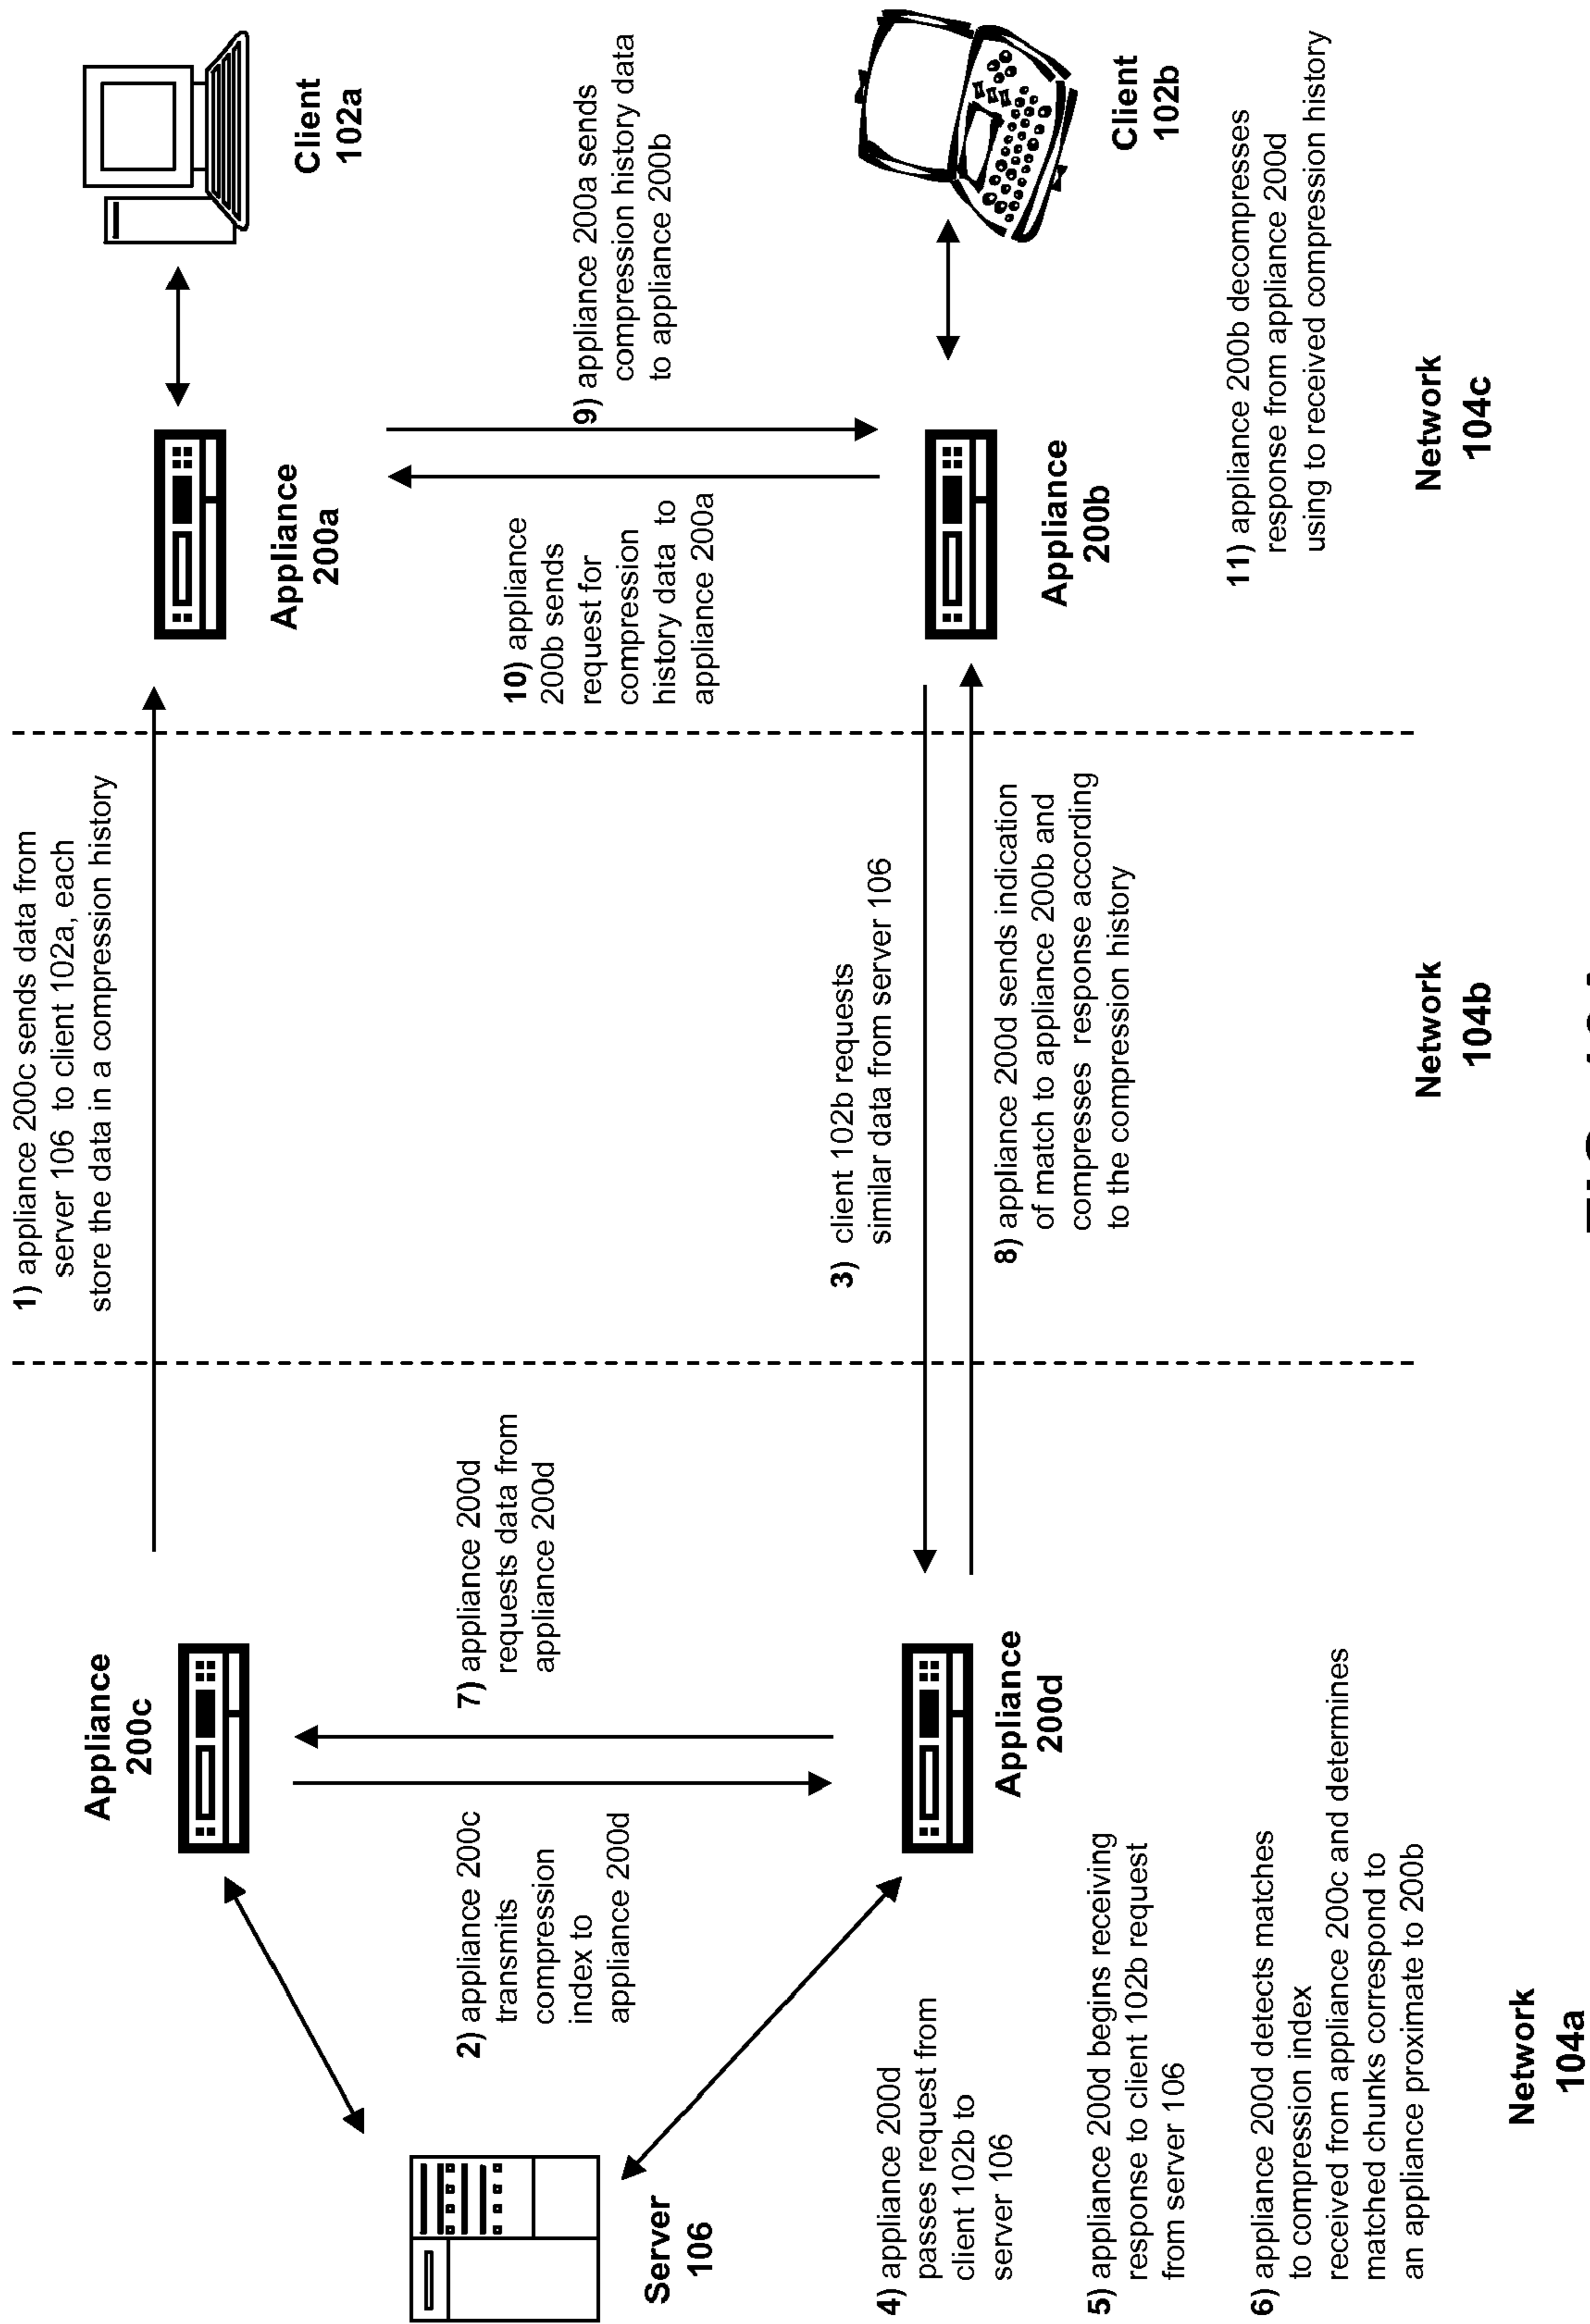 1) appliance 200c sends data from
server 106 to client 102a, each
store the data in a compression history
Client
102a
Appliance
200c
Appliance
200a
2) appliance 200c
transmits
compression
index to
appliance 200d
7) appliance 200d
requests data from
appliance 200d
10) appliance
200b sends
request for
compression
history data to
appliance 200a
9) appliance 200a sends
compression history data
to appliance 200b
Server
106
3) client 102b requests
similar data from server 106
4) appliance 200d
passes request from
client 102b to
server 106
Appliance
200d
8) appliance 200d sends indication
of match to appliance 200b and
compresses response according
to the compression history
Appliance
200b
Client
102b
5) appliance 200d begins receiving
response to client 102b request
from server 106
6) appliance 200d detects matches
to compression index
received from appliance 200c and determines
matched chunks correspond to
an appliance proximate to 200b
11) appliance 200b decompresses
response from appliance 200d
using to received compression history
Network
104a
Network
104b
Network
104c